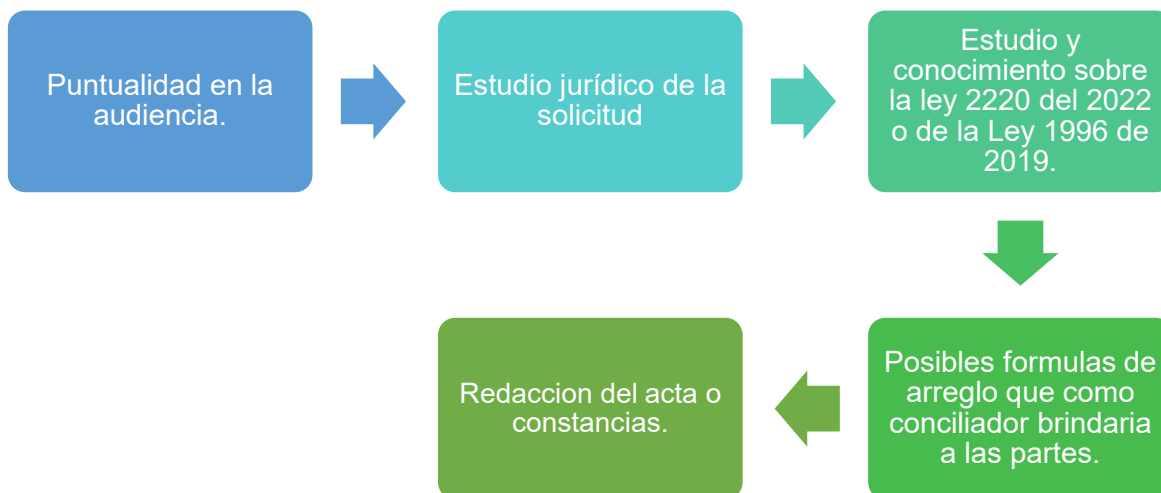 Puntualidad en la
audiencia.
Estudio jurídico de la
solicitud
Estudio y
conocimiento sobre
la ley 2220 del 2022
o de la Ley 1996 de
2019.
Posibles formulas de
arreglo que como
conciliador brindaria
a las partes.
Redaccion del acta o
constancias.